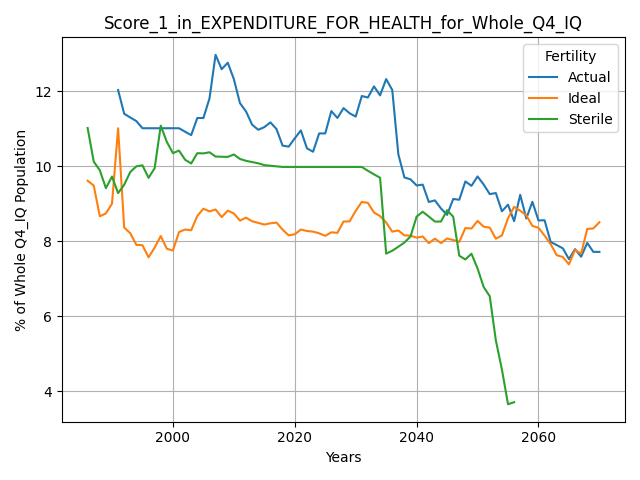 Score_1_in_EXPENDITURE_FOR_HEALTH_for_Whole_Q4_IQ
Fertility
Actual
Ideal
Sterile
% of Whole Q4_IQ Population
12
10
8
6
4
2000 2020 2040 2060
Years